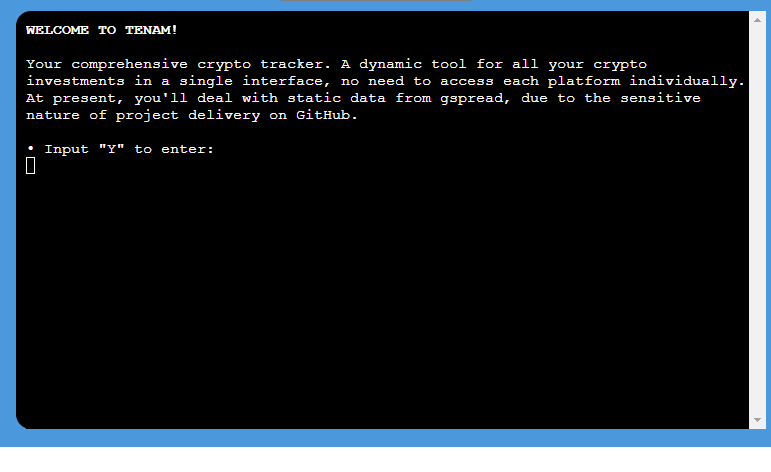 WELCOME TO TENAM!
Your comprehensive crypto tracker. A dynamic tool for all your crypto
investments in a single interface, no need to access each platform individually.
At present, you'll deal with static data from gspread, due to the sensitive
nature of project delivery on GitHub.
• Input "Y" to enter: